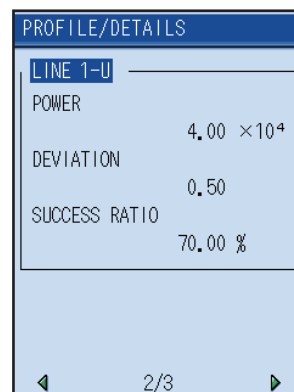 PROFILE/DETAILS
LINE 1-U
POWER
4.00 ×10⁴
DEVIATION
0.50
SUCCESS RATIO
70.00 %
2/3